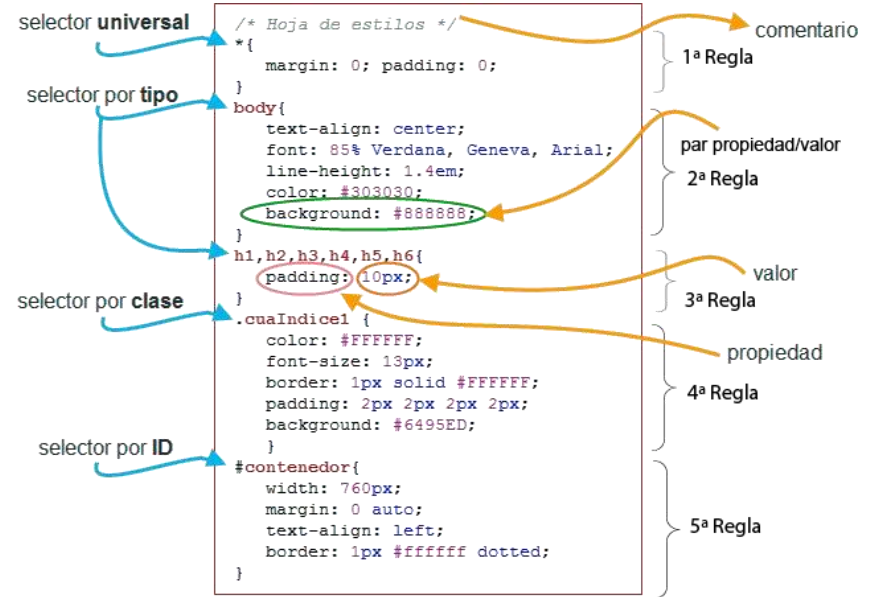 selector universal
selector por tipo
selector por clase
selector por ID
/* Hoja de estilos */
*{
margin: 0; padding: 0;
}
body{
text-align: center;
font: 85% Verdana, Geneva, Arial;
line-height: 1.4em;
color: #303030;
background: #888888;
}
h1,h2,h3,h4,h5,h6{
padding: 10px;
}
.cuaIndice1 {
color: #FFFFFF;
font-size: 13px;
border: 1px solid #FFFFFF;
padding: 2px 2px 2px 2px;
background: #6495ED;
}
#contenedor{
width: 760px;
margin: 0 auto;
text-align: left;
border: 1px #ffffff dotted;
}
comentario
1ª Regla
par propiedad/valor
2ª Regla
valor
3ª Regla
propiedad
4ª Regla
5ª Regla